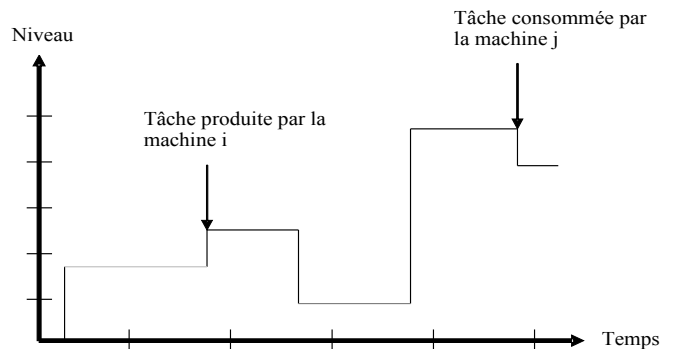 Tâche consommée par
la machine j
Niveau
Tâche produite par la
machine i
Temps